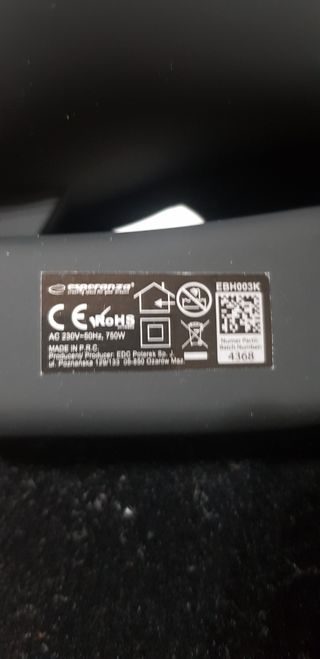 esperanza®
EBH003K
CE RoHS
AC 230V~50Hz, 750W
MADE IN P.R.C.
Producent/ Producer: EDC Polarek Sp. J.
ul. Poznańska 129/133 05-850 Ożarów Maz.
Numer Partii:
Batch Number:
4368